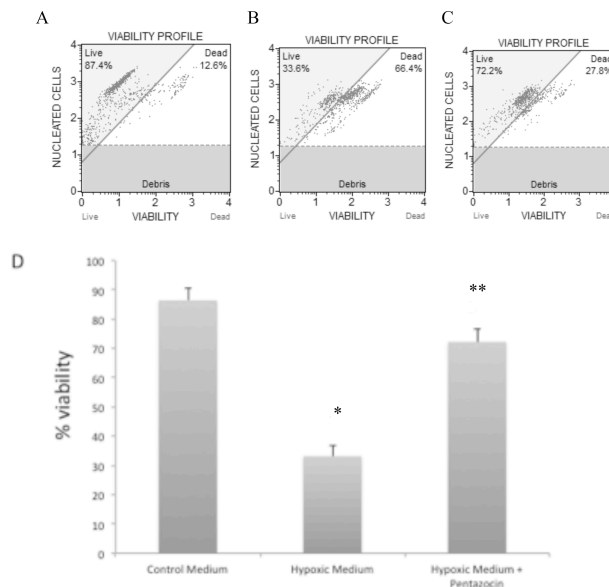 A
VIABILITY PROFILE
Live
87.4%
Dead
12.6%
NUCLEATED CELLS
4
3
2
1
0
Debris
0 1 2 3 4
Live VIABILITY Dead
B
VIABILITY PROFILE
Live
33.6%
Dead
66.4%
NUCLEATED CELLS
4
3
2
1
0
Debris
0 1 2 3 4
Live VIABILITY Dead
C
VIABILITY PROFILE
Live
72.2%
Dead
27.8%
NUCLEATED CELLS
4
3
2
1
0
Debris
0 1 2 3
Live VIABILITY Dead
D
% viability
100
90
80
70
60
50
40
30
20
10
0
*
**
Control Medium
Hypoxic Medium
Hypoxic Medium +
Pentazocin